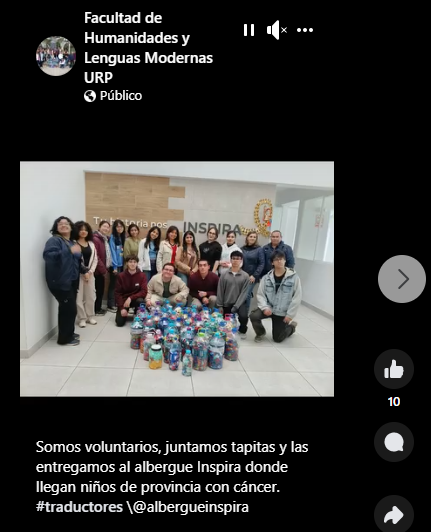 Facultad de
Humanidades y
Lenguas Modernas
URP
Público
Tu historia nos
INSPIRA
Somos voluntarios, juntamos tapitas y las
entregamos al albergue Inspira donde
llegan niños de provincia con cáncer.
#traductores \@albergueinspira
10